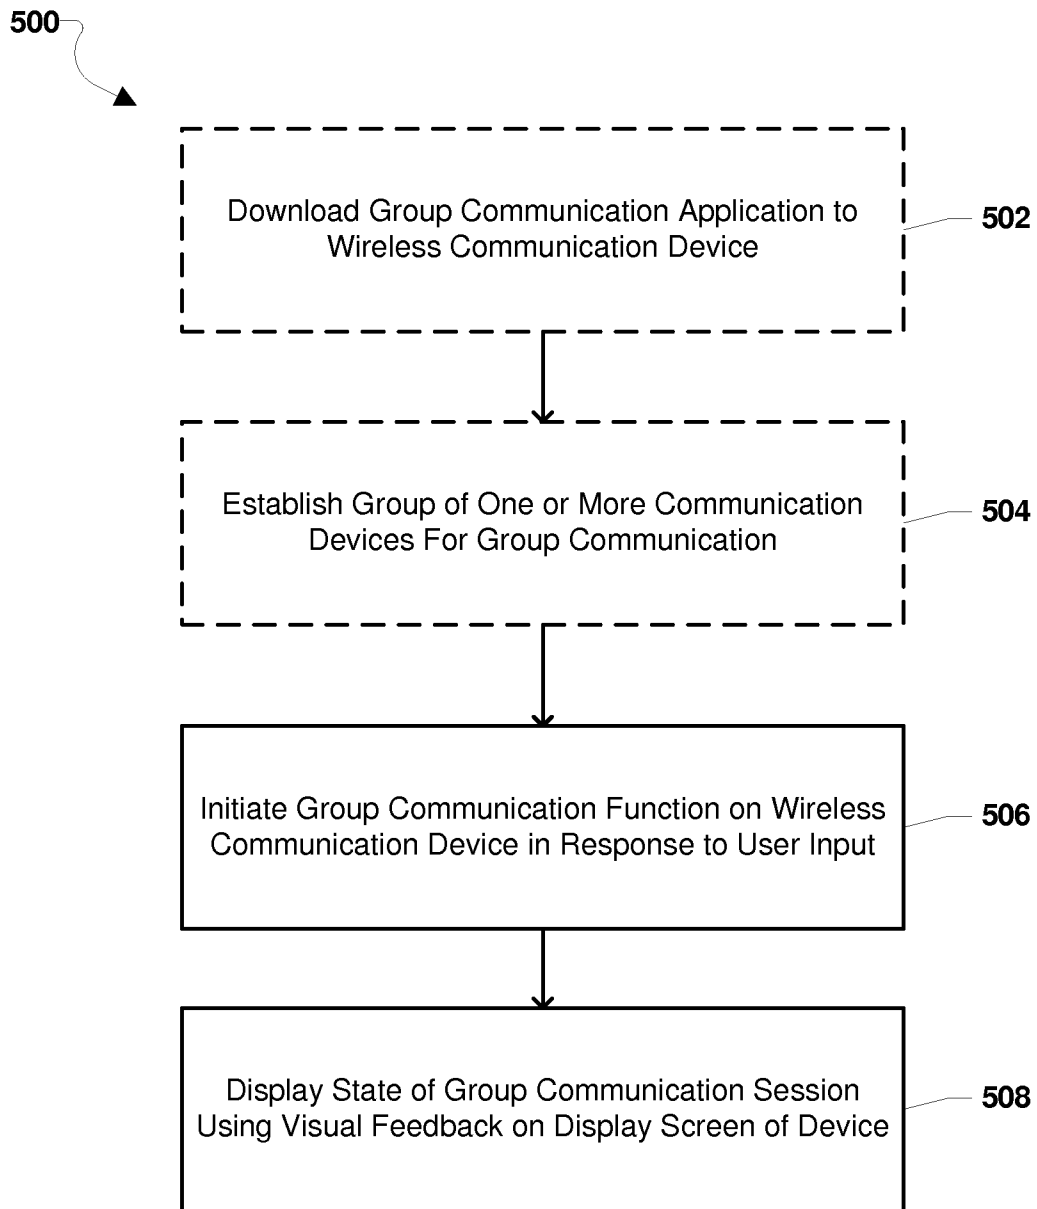 500
Download Group Communication Application to
Wireless Communication Device
502
Establish Group of One or More Communication
Devices For Group Communication
504
Initiate Group Communication Function on Wireless
Communication Device in Response to User Input
506
Display State of Group Communication Session
Using Visual Feedback on Display Screen of Device
508